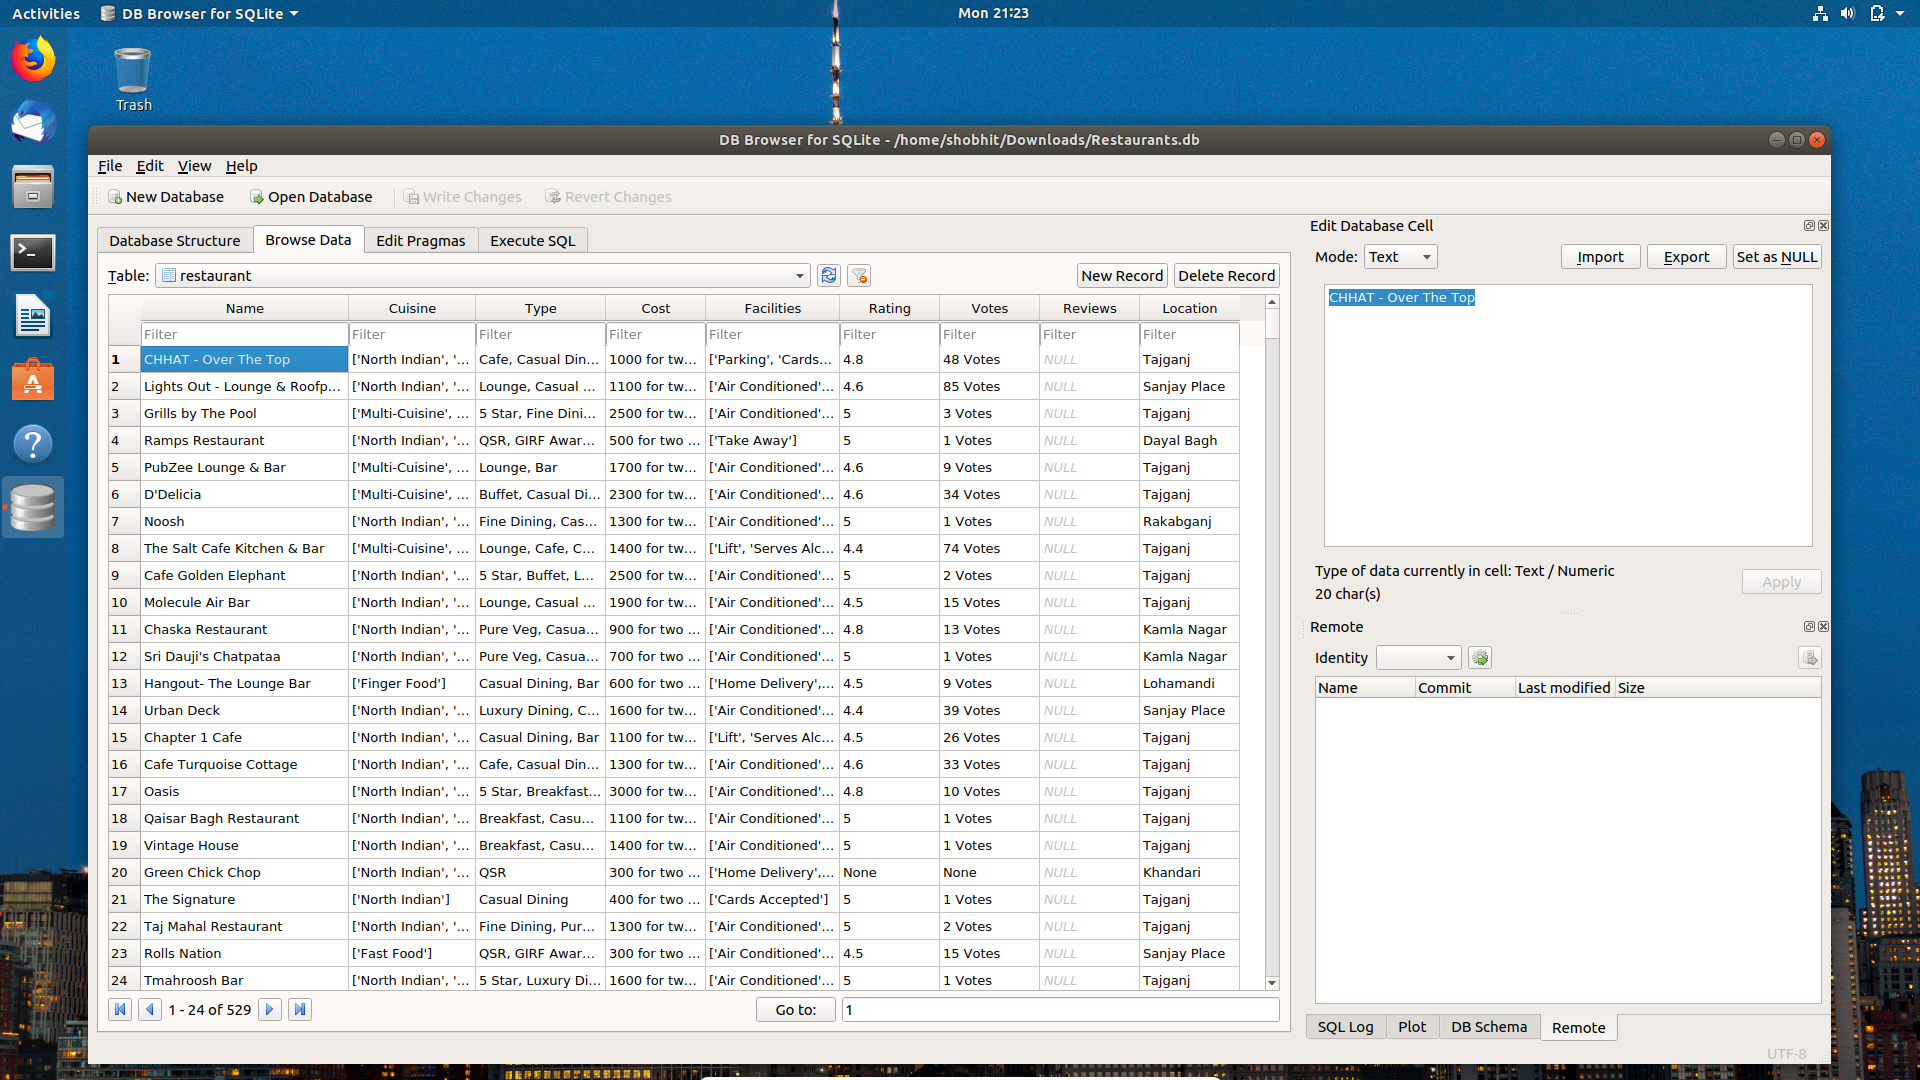 Activities DB Browser for SQLite Mon 21:23
Trash
DB Browser for SQLite - /home/shobhit/Downloads/Restaurants.db
File Edit View Help
New Database Open Database Write Changes Revert Changes
Database Structure Browse Data Edit Pragmas Execute SQL
Table: restaurant New Record Delete Record
Name Cuisine Type Cost Facilities Rating Votes Reviews Location
Filter Filter Filter Filter Filter Filter Filter Filter Filter
1 CHHAT - Over The Top ['North Indian', '... Cafe, Casual Din... 1000 for tw... ['Parking', 'Cards... 4.8 48 Votes NULL Tajganj
2 Lights Out - Lounge & Roofp... ['North Indian', '... Lounge, Casual ... 1100 for tw... ['Air Conditioned'... 4.6 85 Votes NULL Sanjay Place
3 Grills by The Pool ['Multi-Cuisine', ... 5 Star, Fine Dini... 2500 for tw... ['Air Conditioned'... 5 3 Votes NULL Tajganj
4 Ramps Restaurant ['North Indian', '... QSR, GIRF Awar... 500 for two ... ['Take Away'] 5 1 Votes NULL Dayal Bagh
5 PubZee Lounge & Bar ['Multi-Cuisine', ... Lounge, Bar 1700 for tw... ['Air Conditioned'... 4.6 9 Votes NULL Tajganj
6 D'Delicia ['Multi-Cuisine', ... Buffet, Casual Di... 2300 for tw... ['Air Conditioned'... 4.6 34 Votes NULL Tajganj
7 Noosh ['North Indian', '... Fine Dining, Cas... 1300 for tw... ['Air Conditioned'... 5 1 Votes NULL Rakabganj
8 The Salt Cafe Kitchen & Bar ['Multi-Cuisine', ... Lounge, Cafe, C... 1400 for tw... ['Lift', 'Serves Alc... 4.4 74 Votes NULL Tajganj
9 Cafe Golden Elephant ['North Indian', '... 5 Star, Buffet, L... 2500 for tw... ['Air Conditioned'... 5 2 Votes NULL Tajganj
10 Molecule Air Bar ['North Indian', '... Lounge, Casual ... 1900 for tw... ['Air Conditioned'... 4.5 15 Votes NULL Tajganj
11 Chaska Restaurant ['North Indian', '... Pure Veg, Casua... 900 for two ... ['Air Conditioned'... 4.8 13 Votes NULL Kamla Nagar
12 Sri Dauji's Chatpataa ['North Indian', '... Pure Veg, Casua... 700 for two ... ['Air Conditioned'... 5 1 Votes NULL Kamla Nagar
13 Hangout- The Lounge Bar ['Finger Food'] Casual Dining, Bar 600 for two ... ['Home Delivery',... 4.5 9 Votes NULL Lohamandi
14 Urban Deck ['North Indian', '... Luxury Dining, C... 1600 for tw... ['Air Conditioned'... 4.4 39 Votes NULL Sanjay Place
15 Chapter 1 Cafe ['North Indian', '... Casual Dining, Bar 1100 for tw... ['Lift', 'Serves Alc... 4.5 26 Votes NULL Tajganj
16 Cafe Turquoise Cottage ['North Indian', '... Cafe, Casual Din... 1300 for tw... ['Air Conditioned'... 4.6 33 Votes NULL Tajganj
17 Oasis ['North Indian', '... 5 Star, Breakfast... 3000 for tw... ['Air Conditioned'... 4.8 10 Votes NULL Tajganj
18 Qaisar Bagh Restaurant ['North Indian', '... Breakfast, Casu... 1100 for tw... ['Air Conditioned'... 5 1 Votes NULL Tajganj
19 Vintage House ['North Indian', '... Breakfast, Casu... 1400 for tw... ['Air Conditioned'... 5 1 Votes NULL Tajganj
20 Green Chick Chop ['North Indian', '... QSR 300 for two ... ['Home Delivery',... None None NULL Khandari
21 The Signature ['North Indian'] Casual Dining 400 for two ... ['Cards Accepted'] 5 1 Votes NULL Tajganj
22 Taj Mahal Restaurant ['North Indian', '... Fine Dining, Pur... 1300 for tw... ['Air Conditioned'... 5 2 Votes NULL Tajganj
23 Rolls Nation ['Fast Food'] QSR, GIRF Awar... 300 for two ... ['Air Conditioned'... 4.5 15 Votes NULL Sanjay Place
24 Tmahroosh Bar ['North Indian', '... 5 Star, Luxury Di... 1600 for tw... ['Air Conditioned'... 5 1 Votes NULL Tajganj
1 - 24 of 529 Go to: 1
Edit Database Cell
Mode: Text Import Export Set as NULL
CHHAT - Over The Top
Type of data currently in cell: Text / Numeric
20 char(s)
Apply
Remote
Identity
Name Commit Last modified Size
SQL Log Plot DB Schema Remote
UTF-8